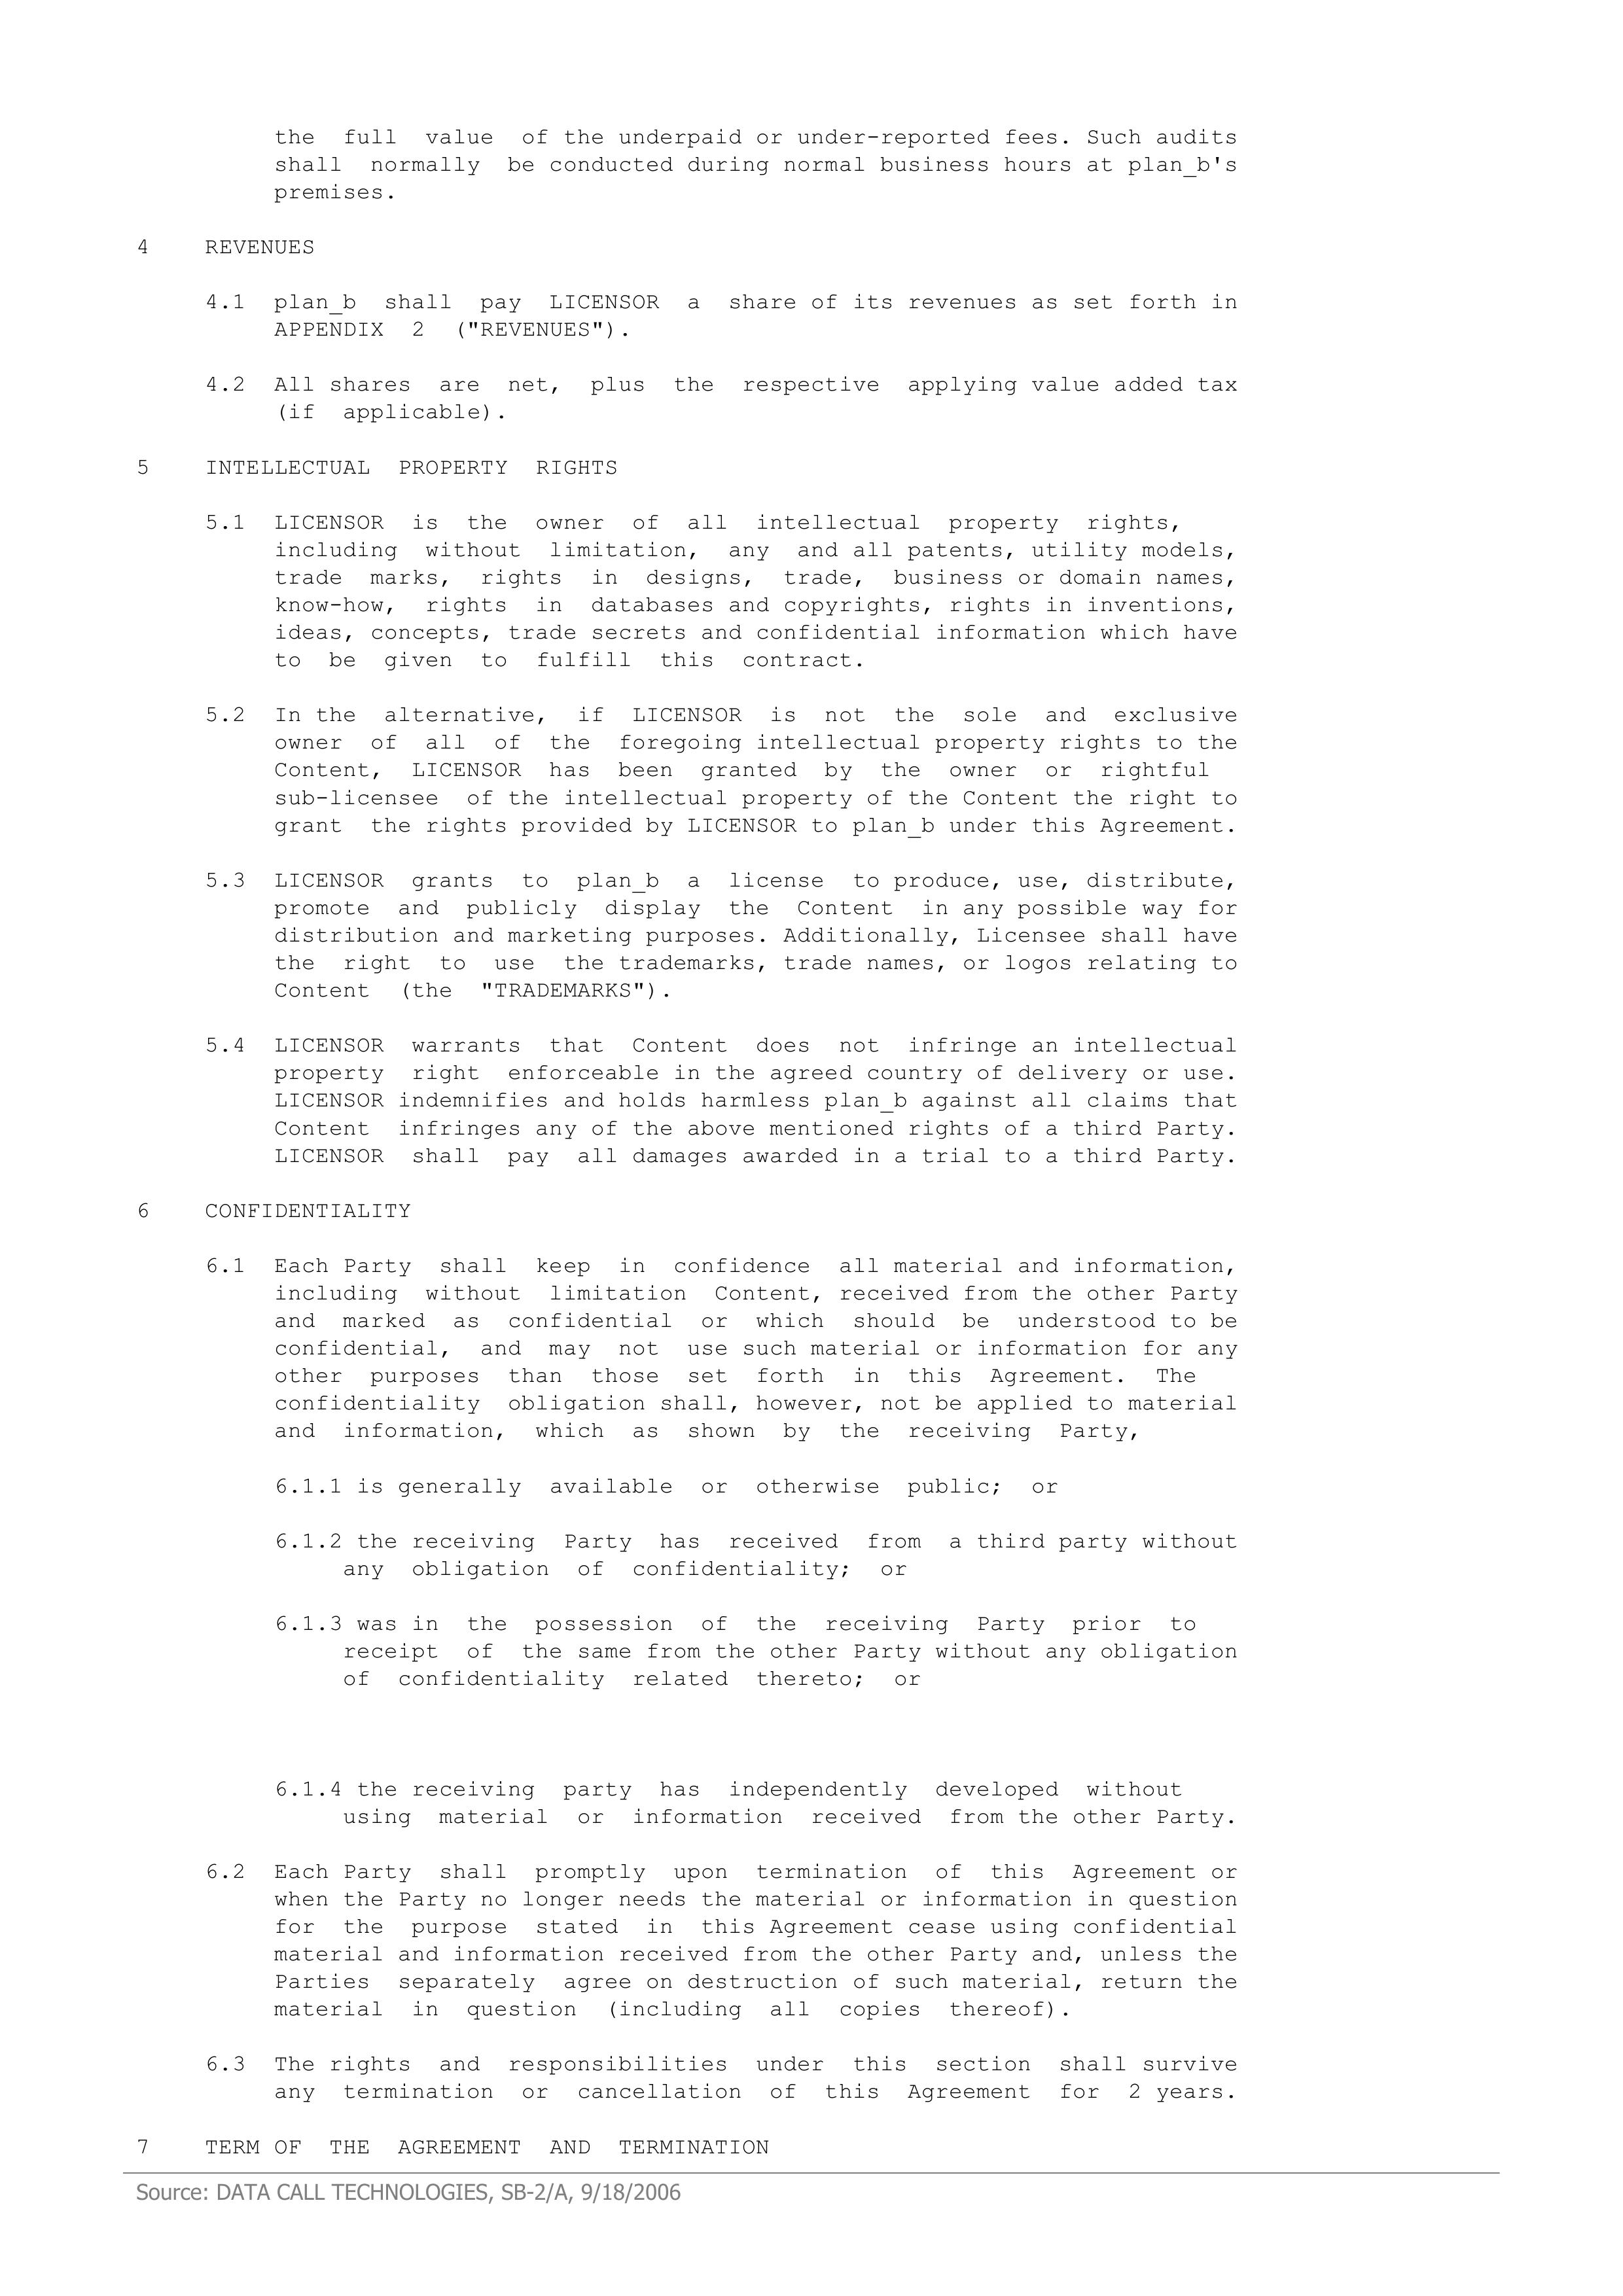 the full value of the underpaid or under-reported fees. Such audits
shall normally be conducted during normal business hours at plan_b's
premises.
4 REVENUES
4.1 plan_b shall pay LICENSOR a share of its revenues as set forth in
APPENDIX 2 ("REVENUES").
4.2 All shares are net, plus the respective applying value added tax
(if applicable).
5 INTELLECTUAL PROPERTY RIGHTS
5.1 LICENSOR is the owner of all intellectual property rights,
including without limitation, any and all patents, utility models,
trade marks, rights in designs, trade, business or domain names,
know-how, rights in databases and copyrights, rights in inventions,
ideas, concepts, trade secrets and confidential information which have
to be given to fulfill this contract.
5.2 In the alternative, if LICENSOR is not the sole and exclusive
owner of all of the foregoing intellectual property rights to the
Content, LICENSOR has been granted by the owner or rightful
sub-licensee of the intellectual property of the Content the right to
grant the rights provided by LICENSOR to plan_b under this Agreement.
5.3 LICENSOR grants to plan_b a license to produce, use, distribute,
promote and publicly display the Content in any possible way for
distribution and marketing purposes. Additionally, Licensee shall have
the right to use the trademarks, trade names, or logos relating to
Content (the "TRADEMARKS").
5.4 LICENSOR warrants that Content does not infringe an intellectual
property right enforceable in the agreed country of delivery or use.
LICENSOR indemnifies and holds harmless plan_b against all claims that
Content infringes any of the above mentioned rights of a third Party.
LICENSOR shall pay all damages awarded in a trial to a third Party.
6 CONFIDENTIALITY
6.1 Each Party shall keep in confidence all material and information,
including without limitation Content, received from the other Party
and marked as confidential or which should be understood to be
confidential, and may not use such material or information for any
other purposes than those set forth in this Agreement. The
confidentiality obligation shall, however, not be applied to material
and information, which as shown by the receiving Party,
6.1.1 is generally available or otherwise public; or
6.1.2 the receiving Party has received from a third party without
any obligation of confidentiality; or
6.1.3 was in the possession of the receiving Party prior to
receipt of the same from the other Party without any obligation
of confidentiality related thereto; or
6.1.4 the receiving party has independently developed without
using material or information received from the other Party.
6.2 Each Party shall promptly upon termination of this Agreement or
when the Party no longer needs the material or information in question
for the purpose stated in this Agreement cease using confidential
material and information received from the other Party and, unless the
Parties separately agree on destruction of such material, return the
material in question (including all copies thereof).
6.3 The rights and responsibilities under this section shall survive
any termination or cancellation of this Agreement for 2 years.
7 TERM OF THE AGREEMENT AND TERMINATION
Source: DATA CALL TECHNOLOGIES, SB-2/A, 9/18/2006